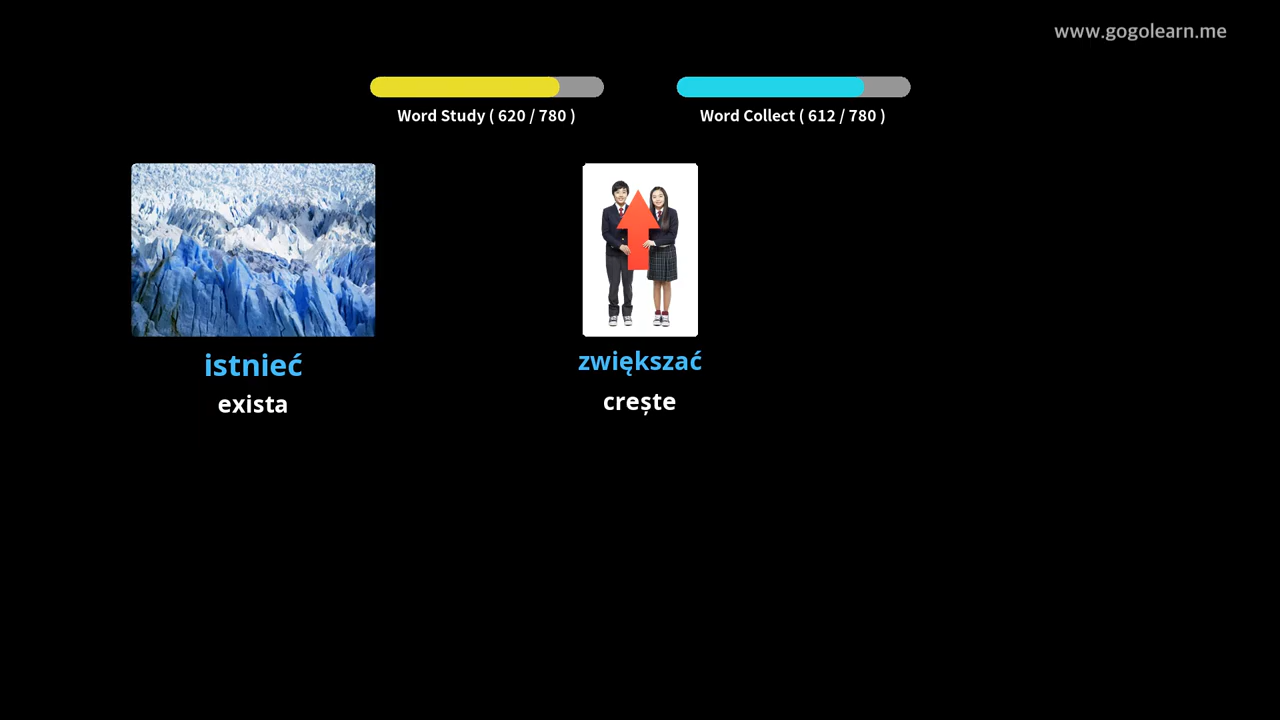 www.gogolearn.me
Word Study ( 620 / 780 )
Word Collect ( 612 / 780 )
istnieć
exista
zwiększać
crește